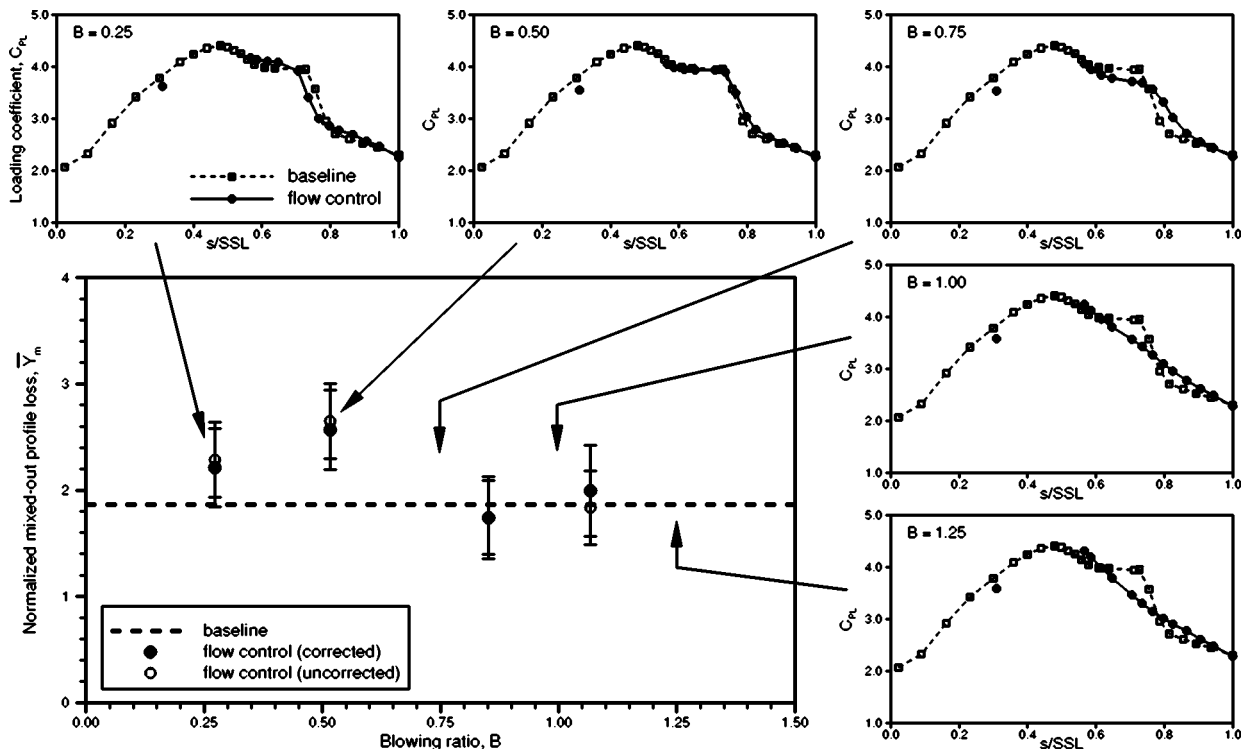 B = 0.25
Loading coefficient, C_PL
5.0
4.0
3.0
2.0
1.0
0.0 0.2 0.4 0.6 0.8 1.0
s/SSL
baseline
flow control
B = 0.50
C_PL
5.0
4.0
3.0
2.0
1.0
0.0 0.2 0.4 0.6 0.8 1.0
s/SSL
B = 0.75
C_PL
5.0
4.0
3.0
2.0
1.0
0.0 0.2 0.4 0.6 0.8 1.0
s/SSL
B = 1.00
C_PL
5.0
4.0
3.0
2.0
1.0
0.0 0.2 0.4 0.6 0.8 1.0
s/SSL
B = 1.25
C_PL
5.0
4.0
3.0
2.0
1.0
0.0 0.2 0.4 0.6 0.8 1.0
s/SSL
Normalized mixed-out profile loss, Y̅_m
4
3
2
1
0
baseline
flow control (corrected)
flow control (uncorrected)
0.00 0.25 0.50 0.75 1.00 1.25 1.50
Blowing ratio, B